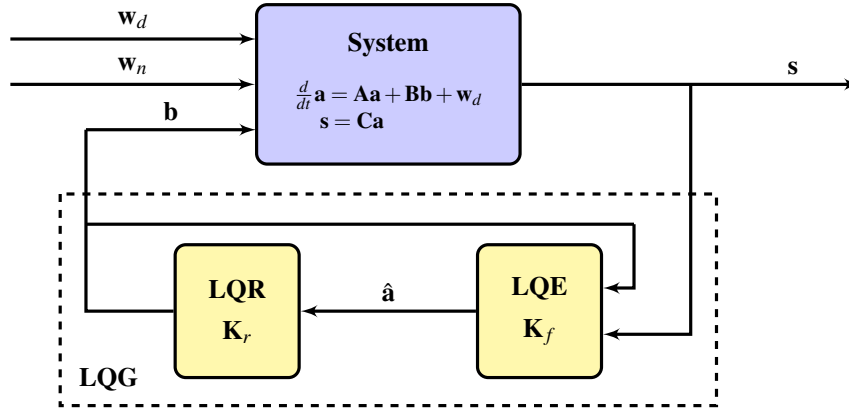 w_d
System
w_n
d/dt a = Aa + Bb + w_d
s
b
s = Ca
LQR
K_r
â
LQE
K_f
LQG